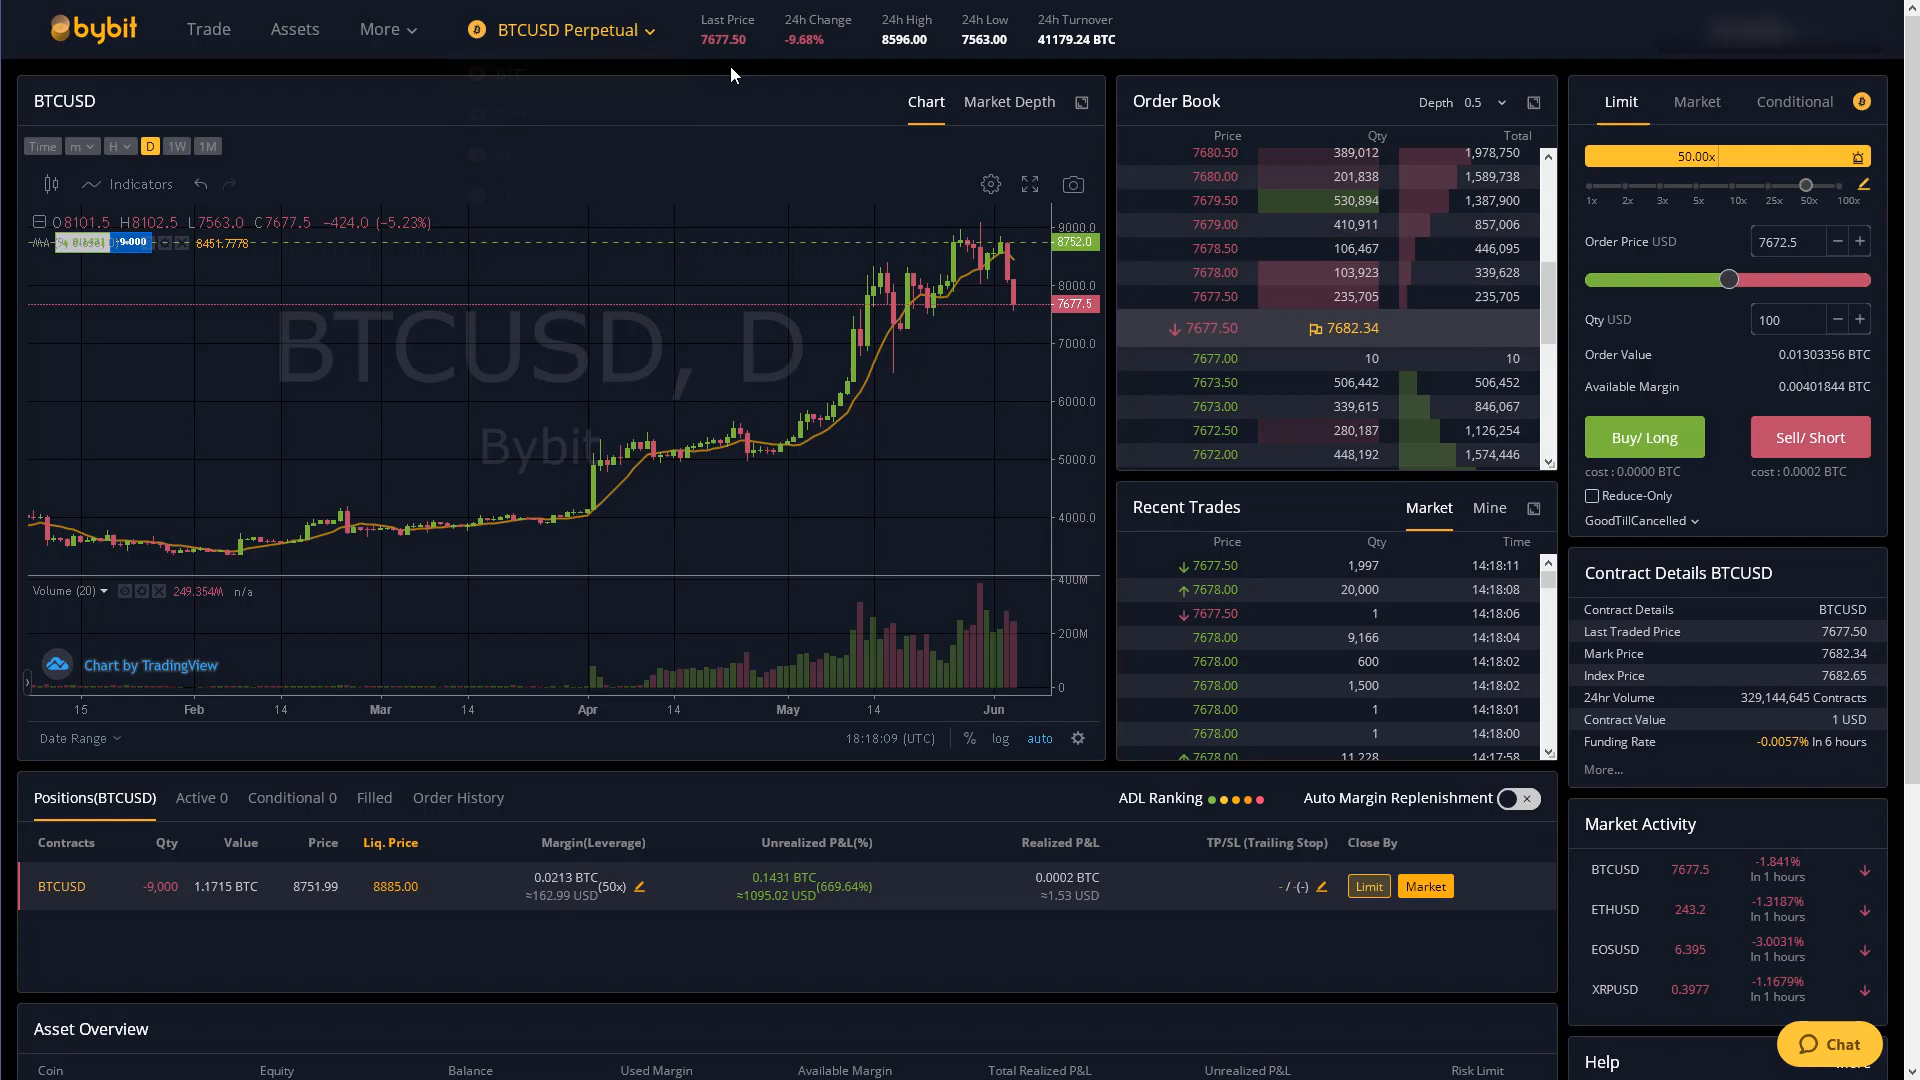 bybit
Trade
Assets
More
BTCUSD Perpetual
Last Price
7677.50
24h Change
-9.68%
24h High
8596.00
24h Low
7563.00
24h Turnover
41179.24 BTC
BTCUSD
Chart
Market Depth
Time
m
H
D
1W
1M
Indicators
O8101.5 H8102.5 L7563.0 C7677.5 −424.0 (−5.23%)
-9,000
8451.7778
BTCUSD, D
Bybit
9000.0
8752.0
8000.0
7677.5
7000.0
6000.0
5000.0
4000.0
Volume (20) 249.354M n/a
400M
200M
0
Chart by TradingView
15 Feb 14 Mar 14 Apr 14 May 14 Jun
Date Range
18:18:09 (UTC) % log auto
Order Book
Depth 0.5
Price Qty Total
7680.50 389,012 1,978,750
7680.00 201,838 1,589,738
7679.50 530,894 1,387,900
7679.00 410,911 857,006
7678.50 106,467 446,095
7678.00 103,923 339,628
7677.50 235,705 235,705
7677.50 7682.34
7677.00 10 10
7673.50 506,442 506,452
7673.00 339,615 846,067
7672.50 280,187 1,126,254
7672.00 448,192 1,574,446
Recent Trades
Market
Mine
Price Qty Time
7677.50 1,997 14:18:11
7678.00 20,000 14:18:08
7677.50 1 14:18:06
7678.00 9,166 14:18:04
7678.00 600 14:18:02
7678.00 1,500 14:18:02
7678.00 1 14:18:01
7678.00 1 14:18:00
7678.00 11,228 14:17:58
Limit
Market
Conditional
50.00x
1x 2x 3x 5x 10x 25x 50x 100x
Order Price USD 7672.5
Qty USD 100
Order Value 0.01303356 BTC
Available Margin 0.00401844 BTC
Buy/ Long
Sell/ Short
cost : 0.0000 BTC
cost : 0.0002 BTC
Reduce-Only
GoodTillCancelled
Contract Details BTCUSD
Contract Details BTCUSD
Last Traded Price 7677.50
Mark Price 7682.34
Index Price 7682.65
24hr Volume 329,144,645 Contracts
Contract Value 1 USD
Funding Rate -0.0057% In 6 hours
More...
Positions(BTCUSD)
Active 0
Conditional 0
Filled
Order History
ADL Ranking
Auto Margin Replenishment
Contracts Qty Value Price Liq. Price Margin(Leverage) Unrealized P&L(%) Realized P&L TP/SL (Trailing Stop) Close By
BTCUSD -9,000 1.1715 BTC 8751.99 8885.00
0.0213 BTC
≈162.99 USD
(50x)
0.1431 BTC
≈1095.02 USD
(669.64%)
0.0002 BTC
≈1.53 USD
- / -(-)
Limit
Market
Market Activity
BTCUSD 7677.5 -1.841%
In 1 hours
ETHUSD 243.2 -1.3187%
In 1 hours
EOSUSD 6.395 -3.0031%
In 1 hours
XRPUSD 0.3977 -1.1679%
In 1 hours
Asset Overview
Coin Equity Balance Used Margin Available Margin Total Realized P&L Unrealized P&L Risk Limit
Help
Chat